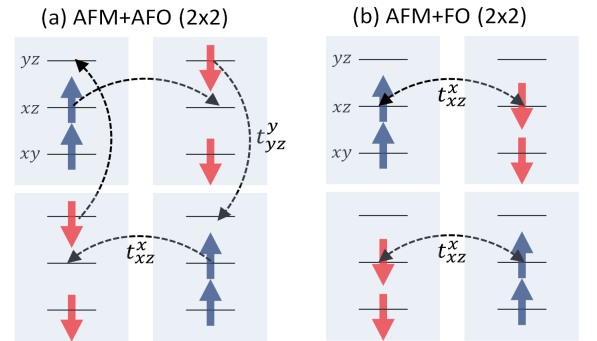 (a) AFM+AFO (2x2)
(b) AFM+FO (2x2)
yz
xz
xy
t^y_yz
t^x_xz
yz
xz
xy
t^x_xz
t^x_xz